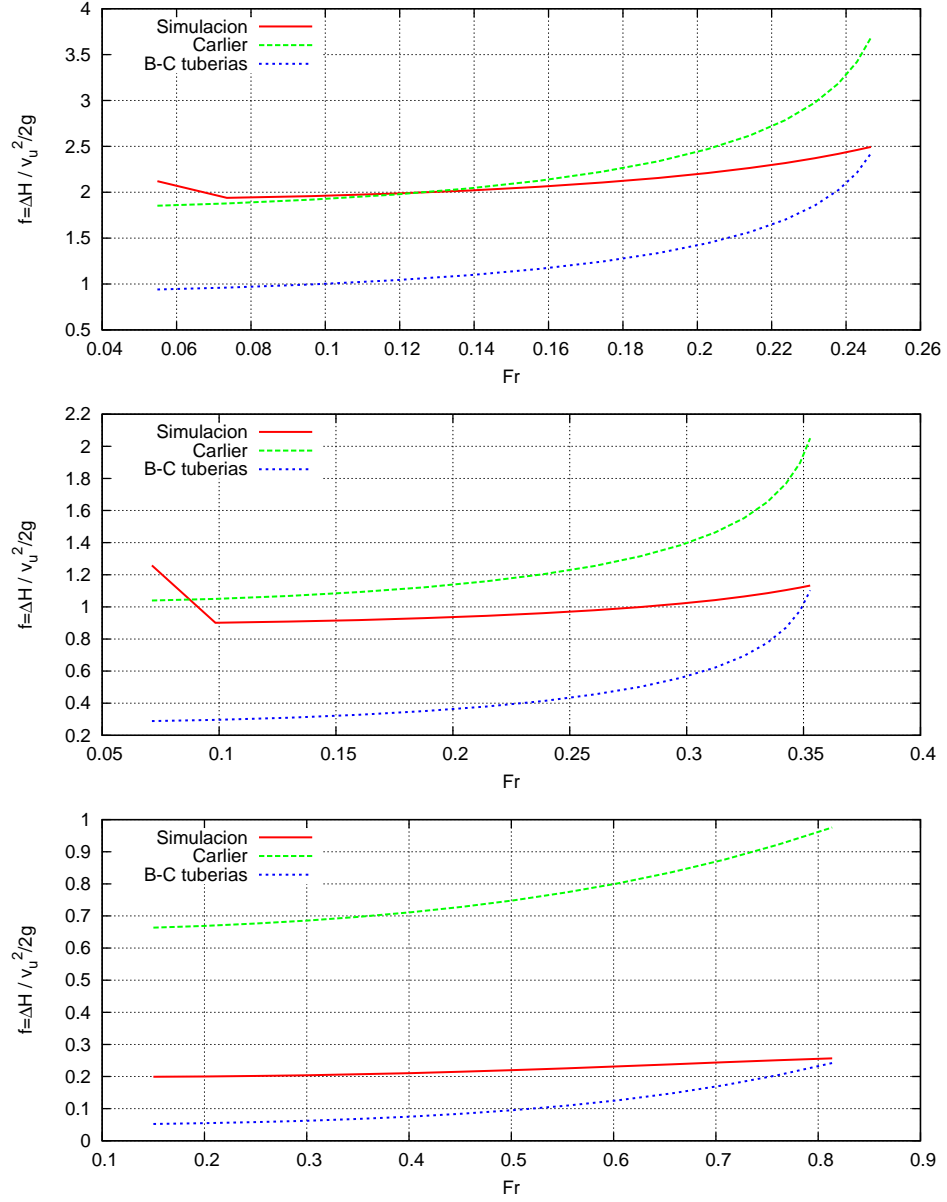 4
3.5
3
2.5
2
1.5
1
0.5
Simulacion
Carlier
B-C tuberias
f=ΔH / v_u^2/2g
0.04 0.06 0.08 0.1 0.12 0.14 0.16 0.18 0.2 0.22 0.24 0.26
Fr
2.2
2
1.8
1.6
1.4
1.2
1
0.8
0.6
0.4
0.2
Simulacion
Carlier
B-C tuberias
f=ΔH / v_u^2/2g
0.05 0.1 0.15 0.2 0.25 0.3 0.35 0.4
Fr
1
0.9
0.8
0.7
0.6
0.5
0.4
0.3
0.2
0.1
0
Simulacion
Carlier
B-C tuberias
f=ΔH / v_u^2/2g
0.1 0.2 0.3 0.4 0.5 0.6 0.7 0.8 0.9
Fr